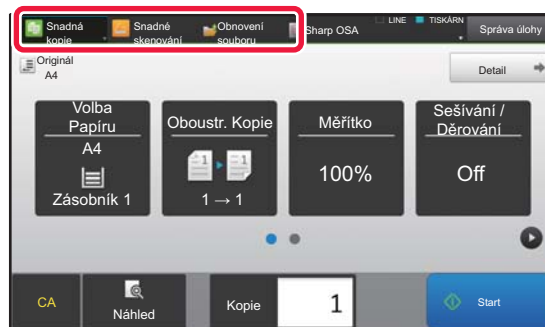 Snadná
kopie
Snadné
skenování
Obnovení
souboru
Sharp OSA
LINE
TISKÁRN
Správa úlohy
Originál
A4
Detail
Volba
Papíru
A4
Zásobník 1
Oboustr. Kopie
1 → 1
Měřítko
100%
Sešívání /
Děrování
Off
CA
Náhled
Kopie
1
Start